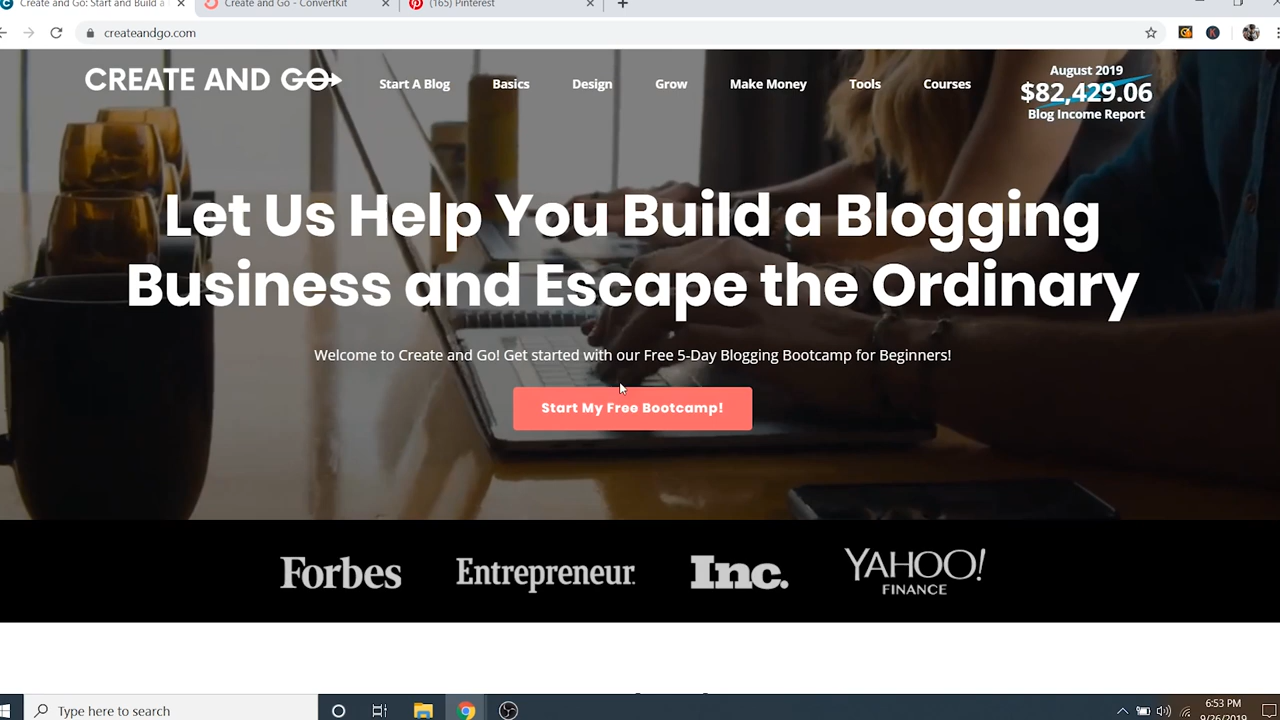 Create and Go: Start and Build a
Create and Go - ConvertKit
(165) Pinterest
createandgo.com
CREATE AND GO
Start A Blog
Basics
Design
Grow
Make Money
Tools
Courses
August 2019
$82,429.06
Blog Income Report
Let Us Help You Build a Blogging
Business and Escape the Ordinary
Welcome to Create and Go! Get started with our Free 5-Day Blogging Bootcamp for Beginners!
Start My Free Bootcamp!
Forbes
Entrepreneur.
Inc.
YAHOO!
FINANCE
Type here to search
6:53 PM
9/26/2019